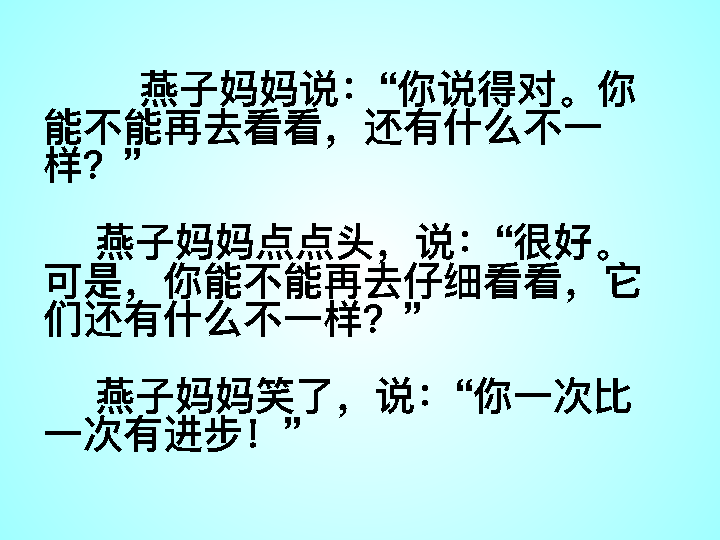 燕子妈妈说：“你说得对。你
能不能再去看看，还有什么不一
样？”
燕子妈妈点点头，说：“很好。
可是，你能不能再去仔细看看，它
们还有什么不一样？”
燕子妈妈笑了，说：“你一次比
一次有进步！”